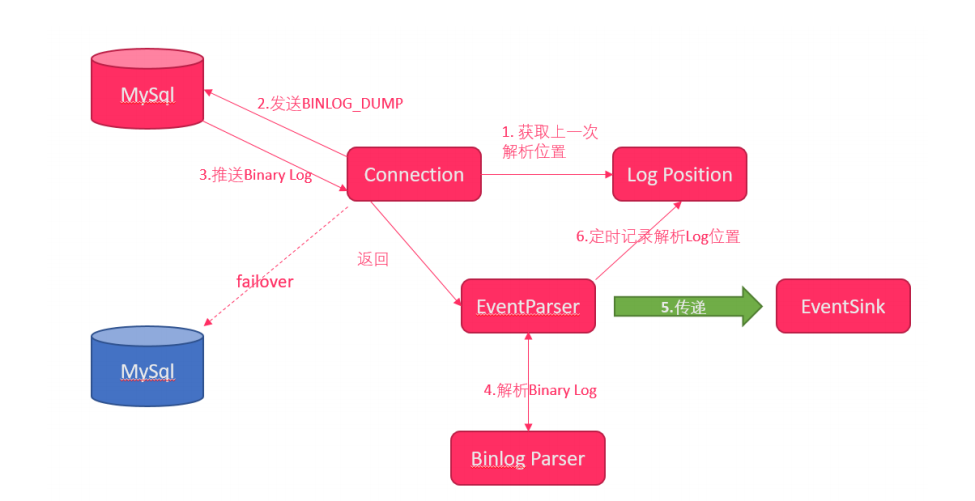 MySql
2.发送BINLOG_DUMP
1. 获取上一次
解析位置
3.推送Binary Log
Connection
Log Position
6.定时记录解析Log位置
返回
failover
EventParser
5.传递
EventSink
MySql
4.解析Binary Log
Binlog Parser